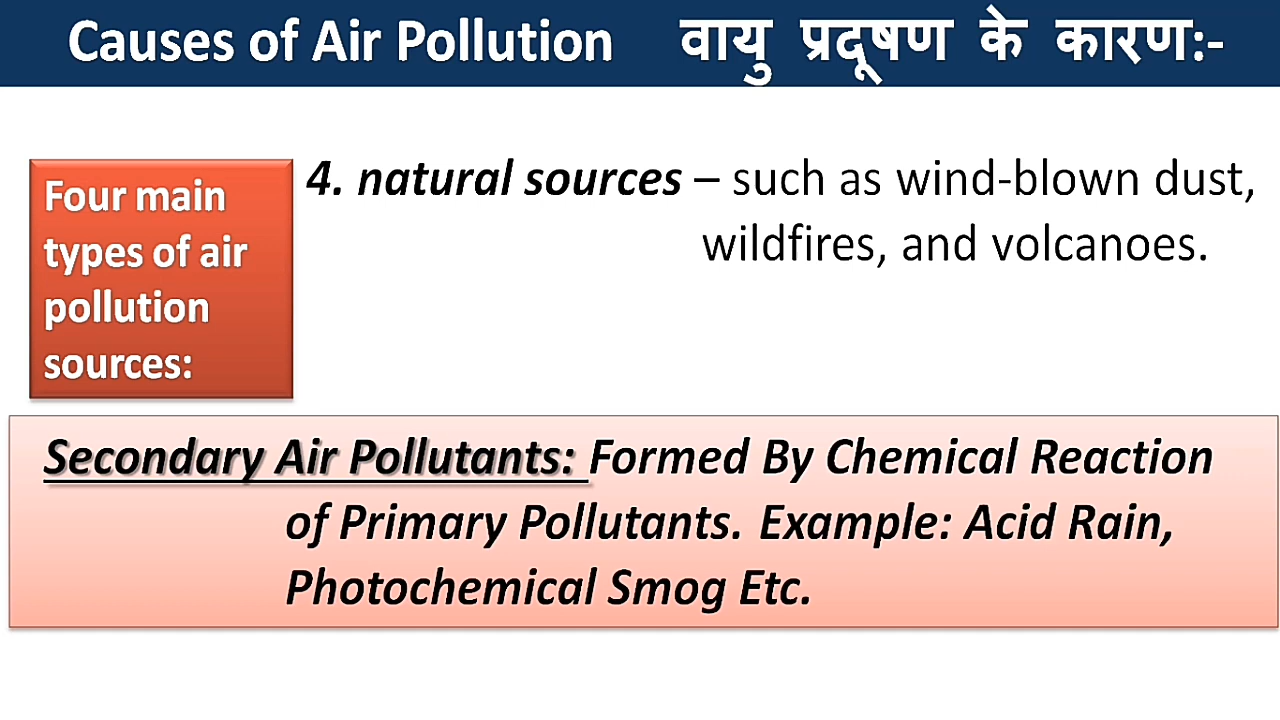 Causes of Air Pollution वायु प्रदूषण के कारण:-
Four main
types of air
pollution
sources:
4. natural sources – such as wind-blown dust,
wildfires, and volcanoes.
Secondary Air Pollutants: Formed By Chemical Reaction
of Primary Pollutants. Example: Acid Rain,
Photochemical Smog Etc.